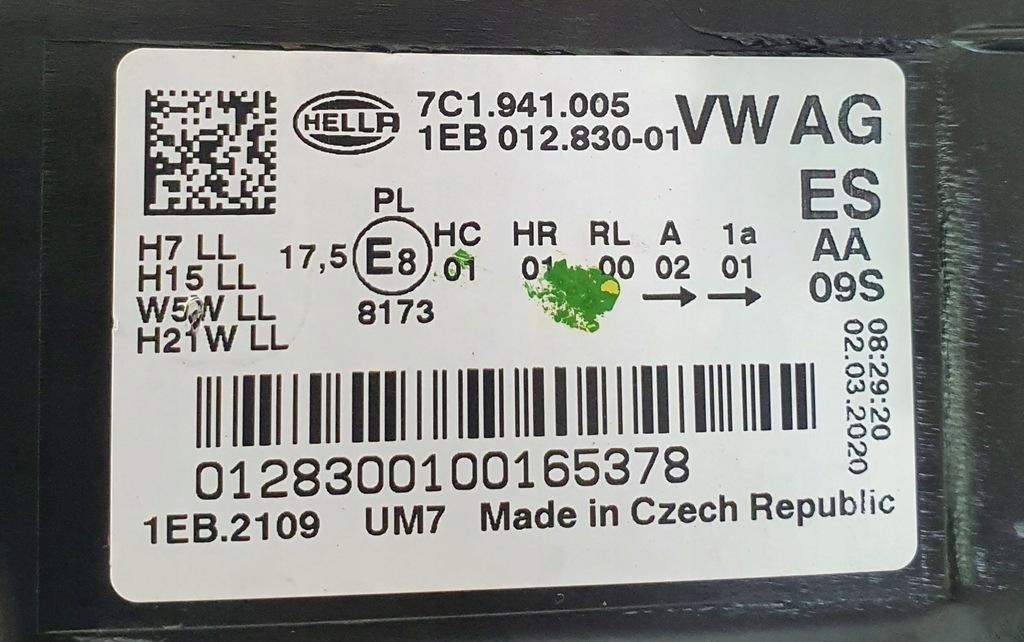 HELLA
7C1.941.005
1EB 012.830-01
VW AG
ES
AA
09S
PL
17,5 E8 8173
HC HR RL A 1a
01 01 00 02 01
H7 LL
H15 LL
W5W LL
H21W LL
08:29:20
02.03.2020
0128300100165378
1EB.2109 UM7 Made in Czech Republic